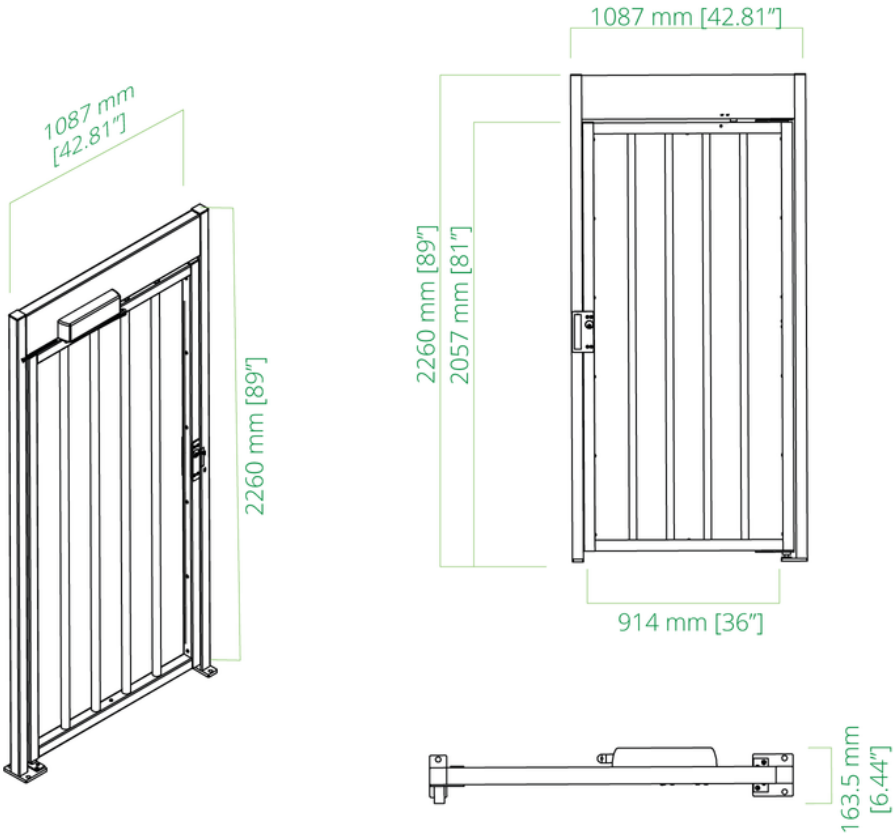 1087 mm [42.81"]
1087 mm
[42.81"]
2260 mm [89"]
2057 mm [81"]
2260 mm [89"]
914 mm [36"]
163.5 mm
[6.44"]